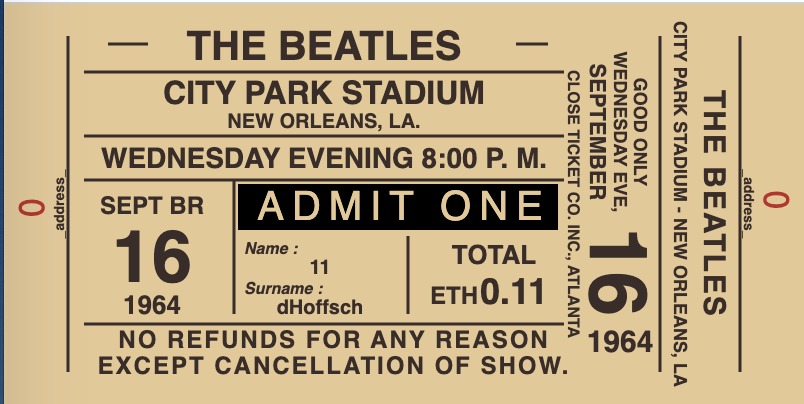 THE BEATLES
CITY PARK STADIUM
NEW ORLEANS, LA.
WEDNESDAY EVENING 8:00 P. M.
SEPT BR
16
1964
ADMIT ONE
Name :
11
Surname :
dHoffsch
TOTAL
ETH0.11
NO REFUNDS FOR ANY REASON
EXCEPT CANCELLATION OF SHOW.
0
_address_
CLOSE TICKET CO. INC., ATLANTA
GOOD ONLY
WEDNESDAY EVE,
SEPTEMBER
16
1964
CITY PARK STADIUM - NEW ORLEANS, LA
THE BEATLES
_address_
0